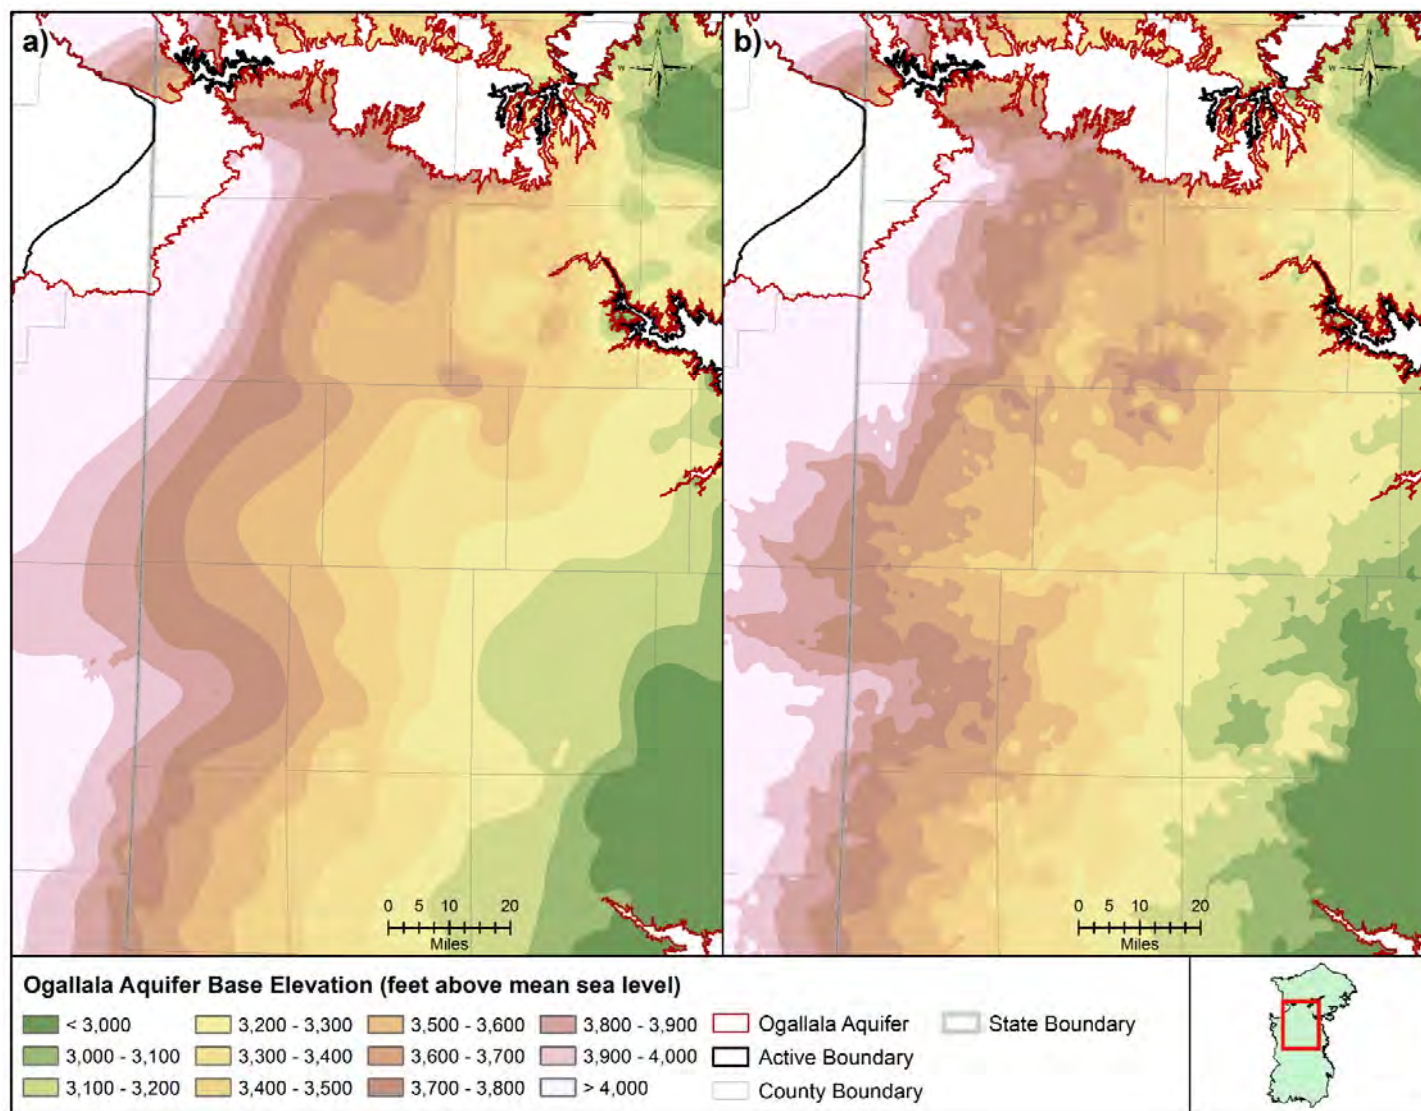 a)
b)
N
W
E
S
N
W
E
S
0 5 10 20
Miles
0 5 10 20
Miles
Ogallala Aquifer Base Elevation (feet above mean sea level)
< 3,000
3,000 - 3,100
3,100 - 3,200
3,200 - 3,300
3,300 - 3,400
3,400 - 3,500
3,500 - 3,600
3,600 - 3,700
3,700 - 3,800
3,800 - 3,900
3,900 - 4,000
> 4,000
Ogallala Aquifer
Active Boundary
County Boundary
State Boundary